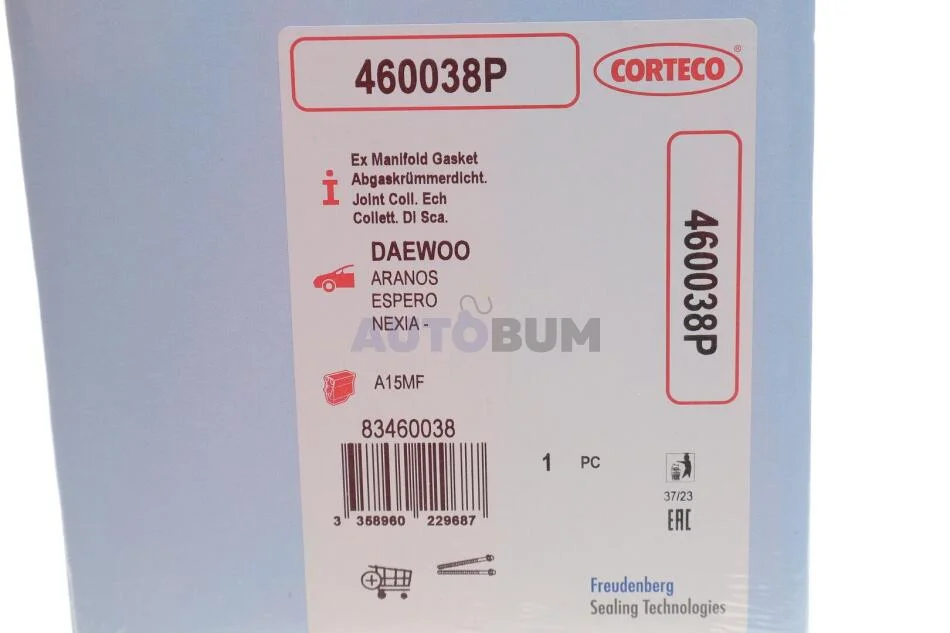 460038P
CORTECO®
Ex Manifold Gasket
Abgaskrümmerdicht.
Joint Coll. Ech
Collett. DI Sca.
DAEWOO
ARANOS
ESPERO
NEXIA -
AUTOBUM
460038P
A15MF
83460038
1 PC
3 358960 229687
37/23
EAC
Freudenberg
Sealing Technologies